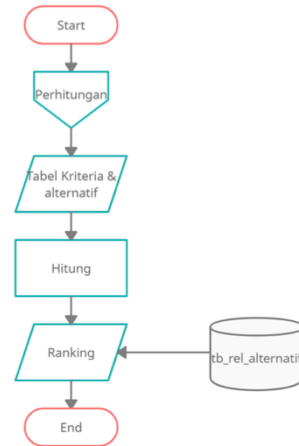 Start
Perhitungan
Tabel Kriteria &
alternatif
Hitung
Ranking
tb_rel_alternatif
End